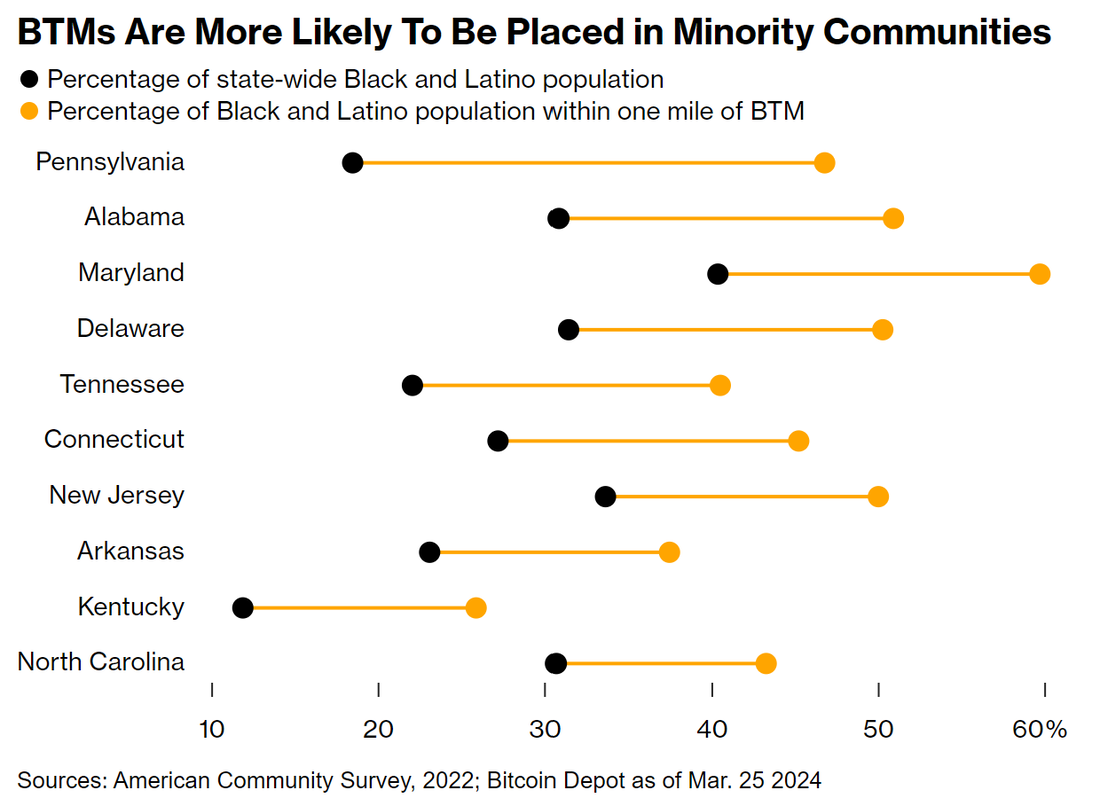 BTMs Are More Likely To Be Placed in Minority Communities
Percentage of state-wide Black and Latino population
Percentage of Black and Latino population within one mile of BTM
Pennsylvania
Alabama
Maryland
Delaware
Tennessee
Connecticut
New Jersey
Arkansas
Kentucky
North Carolina
10 20 30 40 50 60%
Sources: American Community Survey, 2022; Bitcoin Depot as of Mar. 25 2024